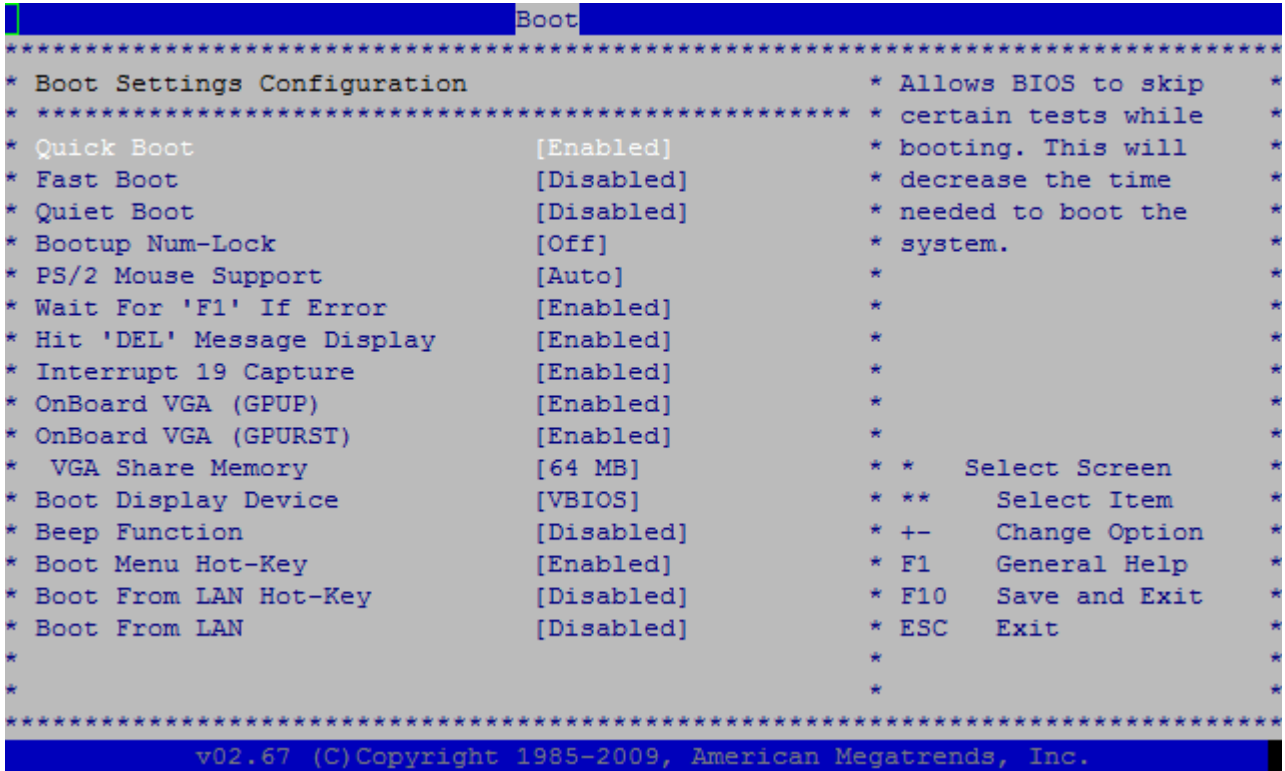 Boot
********************************************************************************
* Boot Settings Configuration * Allows BIOS to skip *
* *************************************************** * certain tests while *
* Quick Boot [Enabled] * booting. This will *
* Fast Boot [Disabled] * decrease the time *
* Quiet Boot [Disabled] * needed to boot the *
* Bootup Num-Lock [Off] * system. *
* PS/2 Mouse Support [Auto] * *
* Wait For 'F1' If Error [Enabled] * *
* Hit 'DEL' Message Display [Enabled] * *
* Interrupt 19 Capture [Enabled] * *
* OnBoard VGA (GPUP) [Enabled] * *
* OnBoard VGA (GPURST) [Enabled] * *
* VGA Share Memory [64 MB] * * Select Screen *
* Boot Display Device [VBIOS] * ** Select Item *
* Beep Function [Disabled] * +- Change Option *
* Boot Menu Hot-Key [Enabled] * F1 General Help *
* Boot From LAN Hot-Key [Disabled] * F10 Save and Exit *
* Boot From LAN [Disabled] * ESC Exit *
* * *
* * *
********************************************************************************
v02.67 (C)Copyright 1985-2009, American Megatrends, Inc.